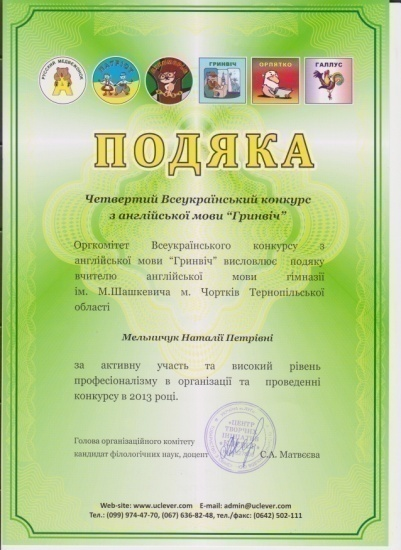 РУССКИЙ МЕДВЕЖОНОК
ПАТРІОТ
ГРИНВІЧ
ОРЛЯТКО
ГАЛЛУС
ПОДЯКА
Четвертий Всеукраїнський конкурс
з англійської мови “Гринвіч”
Оргкомітет Всеукраїнського конкурсу з
англійської мови “Гринвіч” висловлює подяку
вчителю англійської мови гімназії
ім. М.Шашкевича м. Чортків Тернопільської
області
Мельничук Наталії Петрівні
за активну участь та високий рівень
професіоналізму в організації та проведенні
конкурсу в 2013 році.
«ЦЕНТР
ТВОРЧИХ
Голова організаційного комітету
кандидат філологічних наук, доцент С.А. Матвєєва
Web-site: www.uclever.com E-mail: admin@uclever.com
Тел.: (099) 974-47-70, (067) 636-82-48, тел./факс: (0642) 502-111